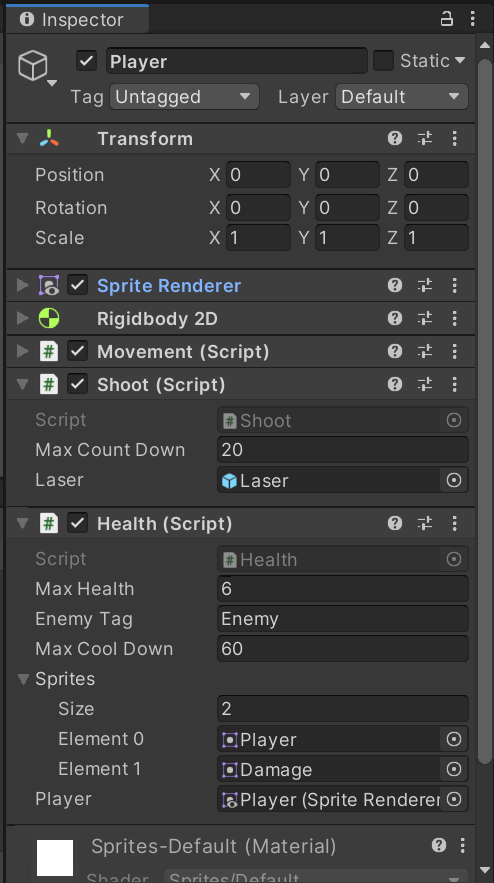 Inspector
Player
Static
Tag Untagged Layer Default
Transform
Position X 0 Y 0 Z 0
Rotation X 0 Y 0 Z 0
Scale X 1 Y 1 Z 1
Sprite Renderer
Rigidbody 2D
# Movement (Script)
# Shoot (Script)
Script # Shoot
Max Count Down 20
Laser Laser
# Health (Script)
Script # Health
Max Health 6
Enemy Tag Enemy
Max Cool Down 60
Sprites
Size 2
Element 0 Player
Element 1 Damage
Player Player (Sprite Renderer
Sprites-Default (Material)
Shader Sprites/Default